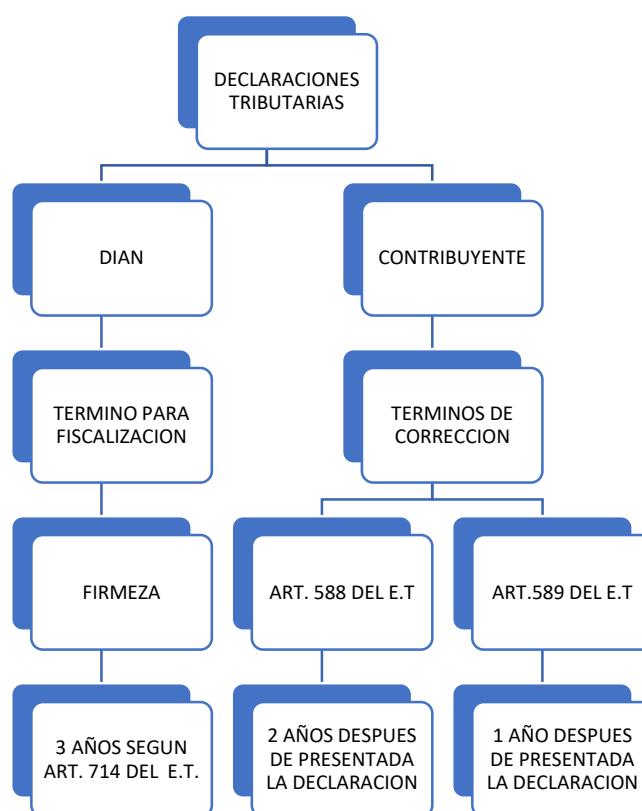 DECLARACIONES
TRIBUTARIAS
DIAN
CONTRIBUYENTE
TERMINO PARA
FISCALIZACION
TERMINOS DE
CORRECCION
FIRMEZA
ART. 588 DEL E.T
ART.589 DEL E.T
3 AÑOS SEGUN
ART. 714 DEL E.T.
2 AÑOS DESPUES
DE PRESENTADA
LA DECLARACION
1 AÑO DESPUES
DE PRESENTADA
LA DECLARACION